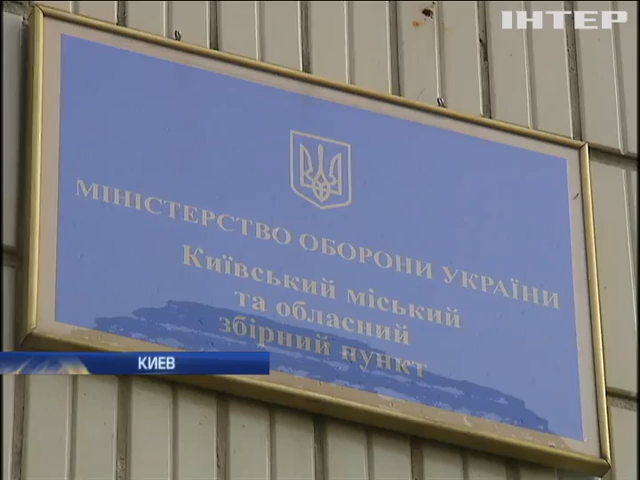 ІНТЕР
МІНІСТЕРСТВО ОБОРОНИ УКРАЇНИ
Київський міський
та обласний
збірний пункт
КИЕВ